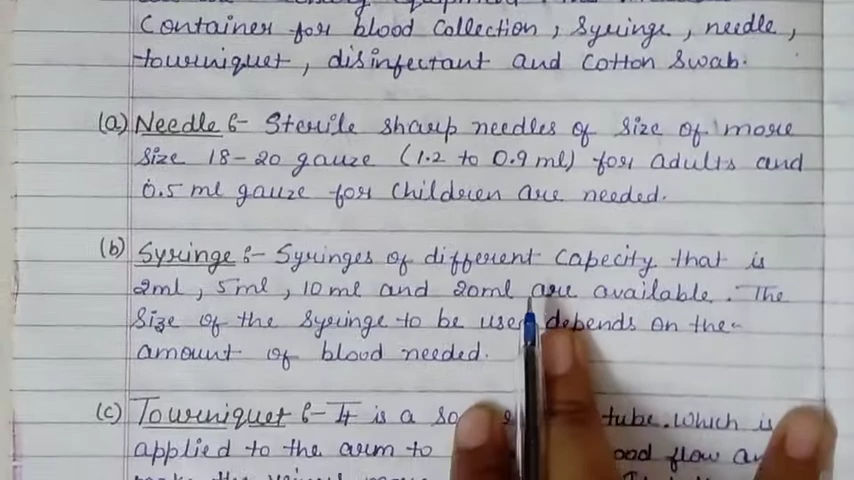 Container for blood collection, Syringe, needle,
tourniquet, disinfectant and cotton swab.
(a) Needle :- Sterile sharp needles of size of more
size 18-20 gauze (1.2 to 0.9 ml) for adults and
0.5 ml gauze for children are needed.
(b) Syringe :- Syringes of different capecity that is
2ml, 5ml, 10 ml and 20ml are available. The
Size of the syringe to be used depends on the
amount of blood needed.
(c) Tourniquet :- It is a tube. which is
applied to the arm to flow